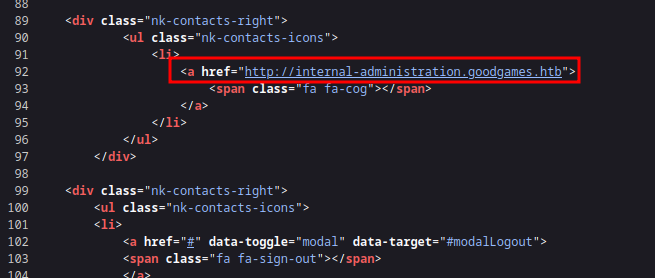 88
89 <div class="nk-contacts-right">
90 <ul class="nk-contacts-icons">
91 <li>
92 <a href="http://internal-administration.goodgames.htb">
93 <span class="fa fa-cog"></span>
94 </a>
95 </li>
96 </ul>
97 </div>
98
99 <div class="nk-contacts-right">
100 <ul class="nk-contacts-icons">
101 <li>
102 <a href="#" data-toggle="modal" data-target="#modalLogout">
103 <span class="fa fa-sign-out"></span>
104 </a>